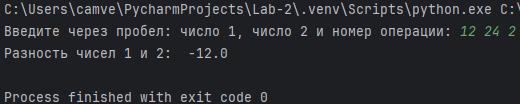 C:\Users\camve\PycharmProjects\Lab-2\.venv\Scripts\python.exe C:\
Введите через пробел: число 1, число 2 и номер операции: 12 24 2
Разность чисел 1 и 2:  -12.0
Process finished with exit code 0